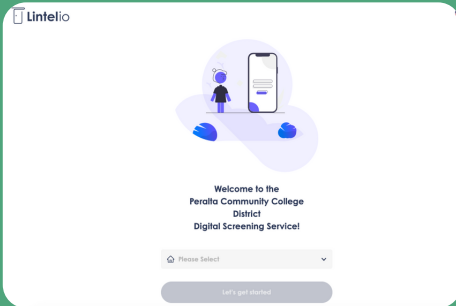 Lintelio
Welcome to the
Peralta Community College
District
Digital Screening Service!
Please Select
Let's get started